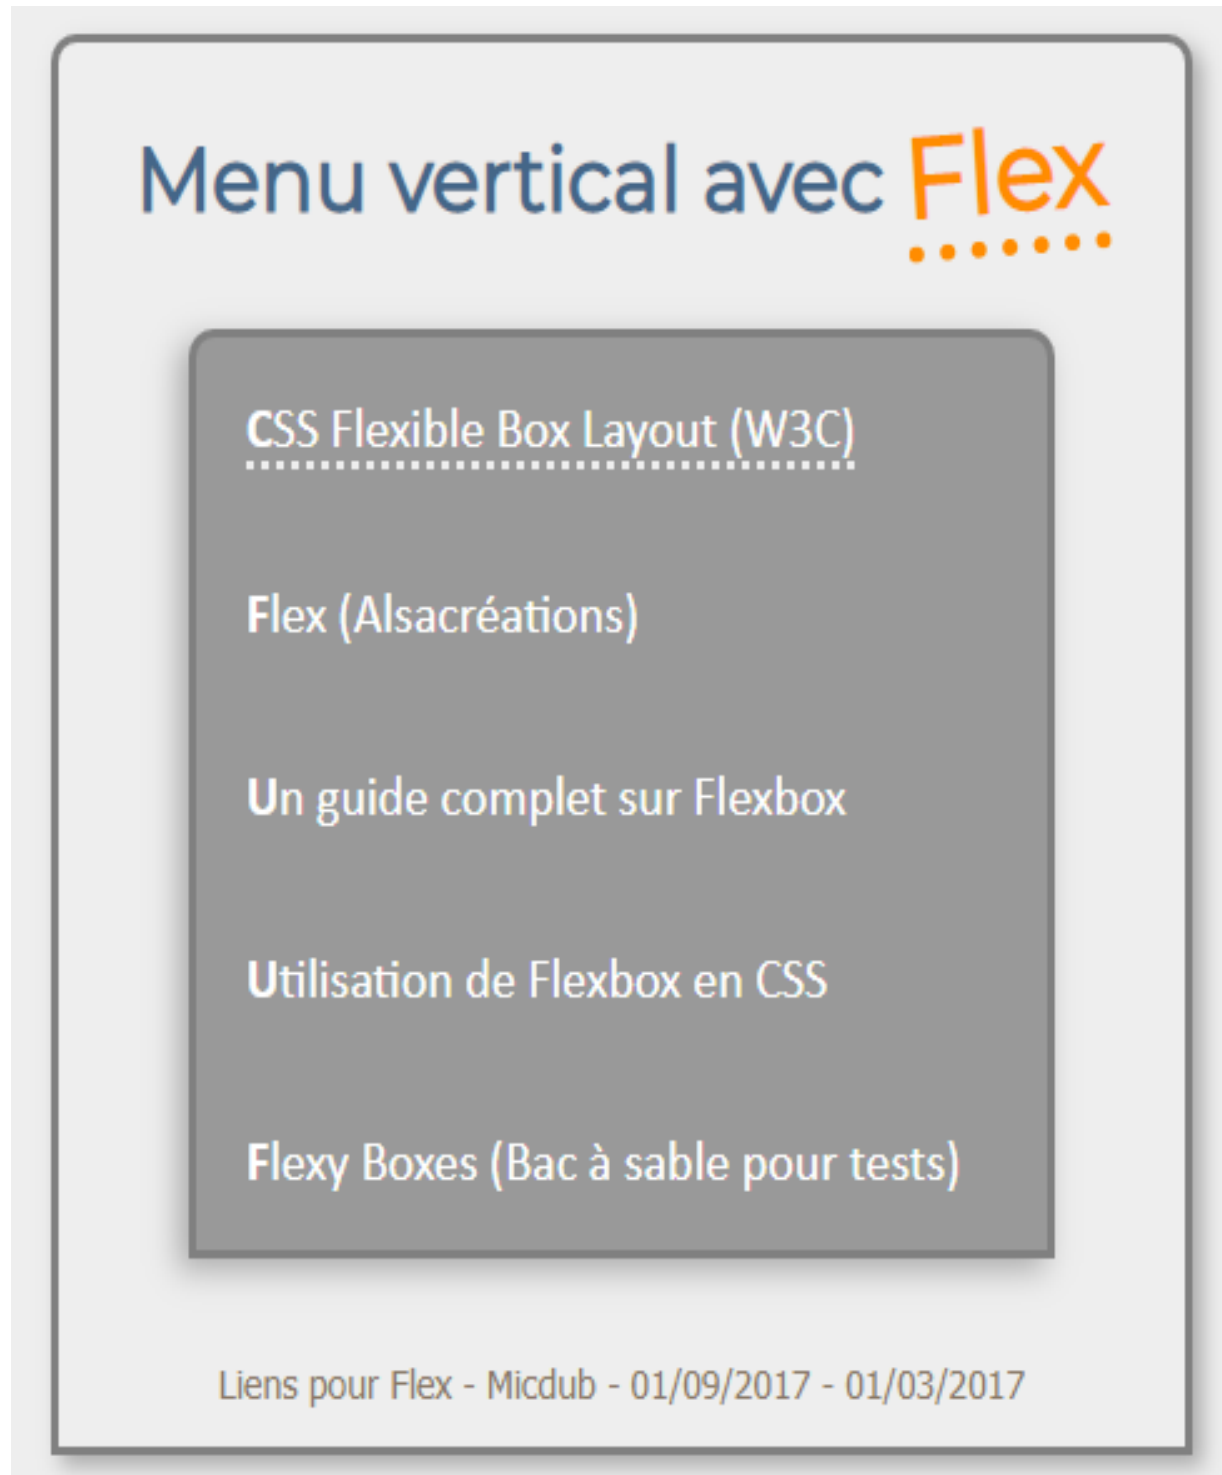 Menu vertical avec Flex
CSS Flexible Box Layout (W3C)
Flex (Alsacréations)
Un guide complet sur Flexbox
Utilisation de Flexbox en CSS
Flexy Boxes (Bac à sable pour tests)
Liens pour Flex - Micdub - 01/09/2017 - 01/03/2017